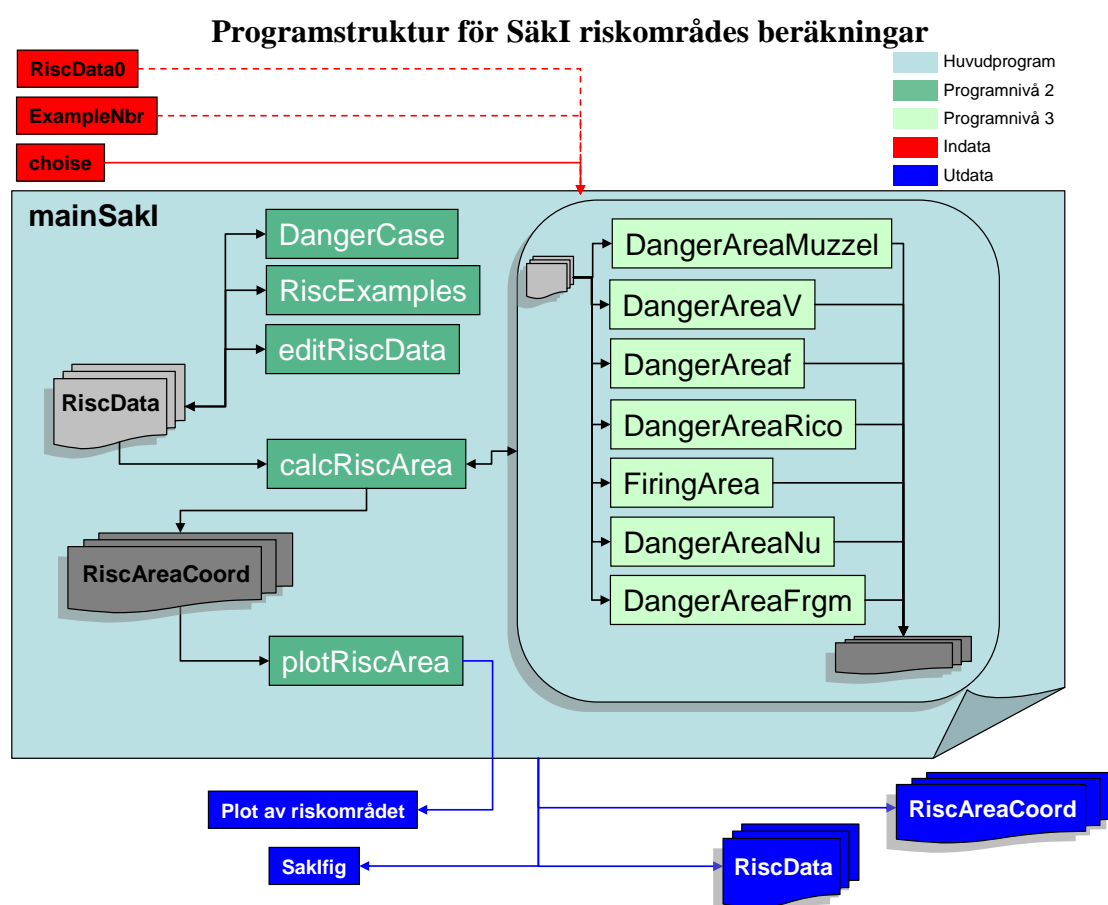 Programstruktur för SäkI riskområdes beräkningar
RiscData0
ExampleNbr
choise
Huvudprogram
Programnivå 2
Programnivå 3
Indata
Utdata
mainSakI
DangerCase
RiscExamples
editRiscData
RiscData
calcRiscArea
RiscAreaCoord
plotRiscArea
DangerAreaMuzzel
DangerAreaV
DangerAreaf
DangerAreaRico
FiringArea
DangerAreaNu
DangerAreaFrgm
Plot av riskområdet
SakIfig
RiscData
RiscAreaCoord